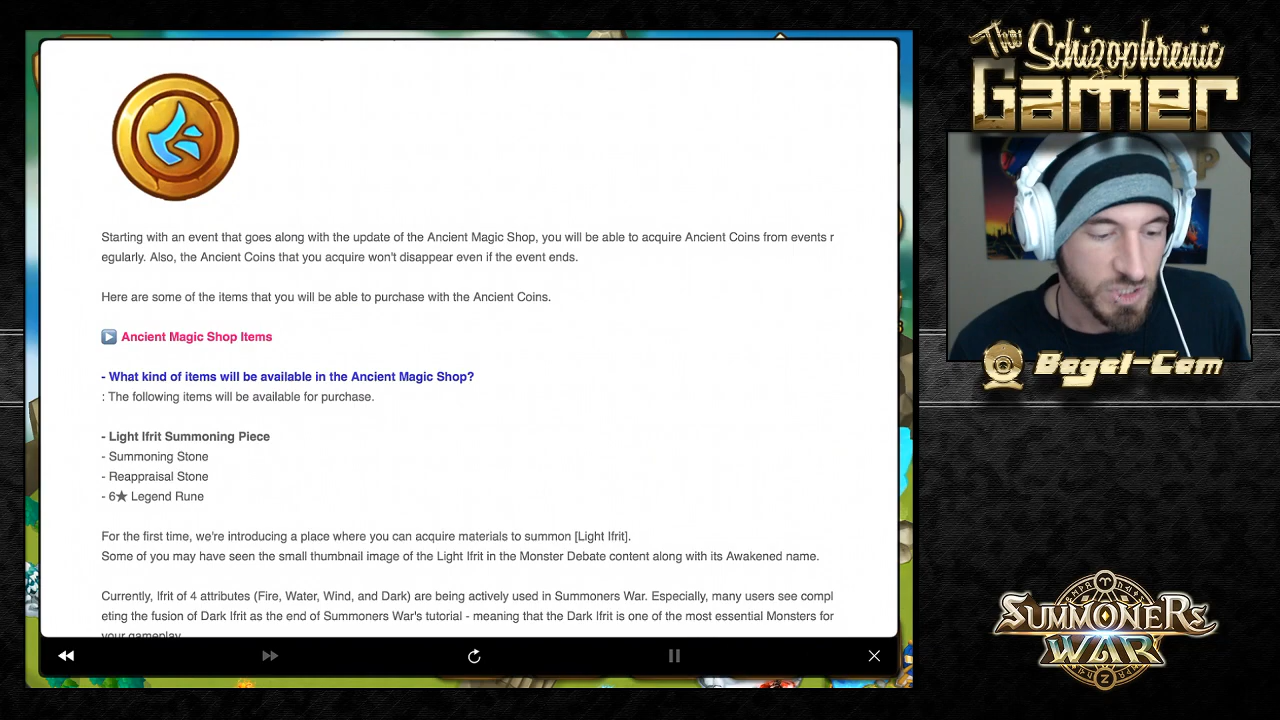 Starting with an event that goes along with the update of the Ancient Magic Shop, you will be able to acquire Ancient Coins from events r
egularly. Also, the Ancient Coins that you acquire won't disappear even if the event ends.
Here are some of the items that you will be able to purchase with the Ancient Coins.
Ancient Magic Shop Items
- What kind of items will be available in the Ancient Magic Shop?
: The following items will be available for purchase.
- Light Ifrit Summoning Piece
- Summoning Stone
- Reappraisal Stone
- 6★ Legend Rune
For the first time, we're introducing a place where you can acquire materials to summon [Light Ifrit].
Some of you may have seen the small thumbnail image of the Light Ifrit in the Monster Debate content along with its Awakened name.
Currently, Ifrit of 4 attributes (Fire, Water, Wind, and Dark) are being actively used in Summoners War. Especially, many users see compl
eting the fusion of Dark Ifrit as the end of Summoners War's tutorial - meaning that the Dark Ifrit is one of the most essential Monsters for
your gameplay.
The Schizophrenic
Gamer
Bagel-Cam
SUMMONERS
WAR